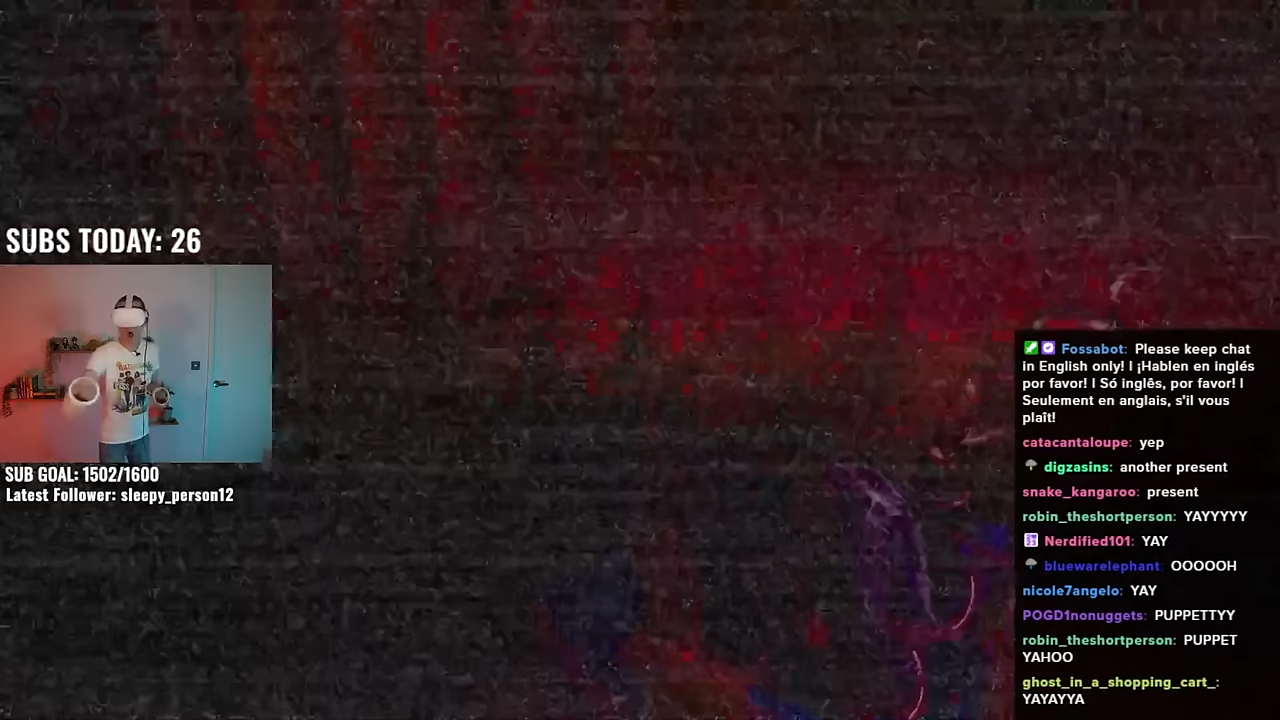 SUBS TODAY: 26
SUB GOAL: 1502/1600
Latest Follower: sleepy_person12
Fossabot: Please keep chat
in English only! I ¡Hablen en inglés
por favor! I Só inglês, por favor! I
Seulement en anglais, s'il vous
plaît!
catacantaloupe: yep
digzasins: another present
snake_kangaroo: present
robin_theshortperson: YAYYYYY
Nerdified101: YAY
bluewarelephant: OOOOOH
nicole7angelo: YAY
POGD1nonuggets: PUPPETTYY
robin_theshortperson: PUPPET
YAHOO
ghost_in_a_shopping_cart_:
YAYAYYA